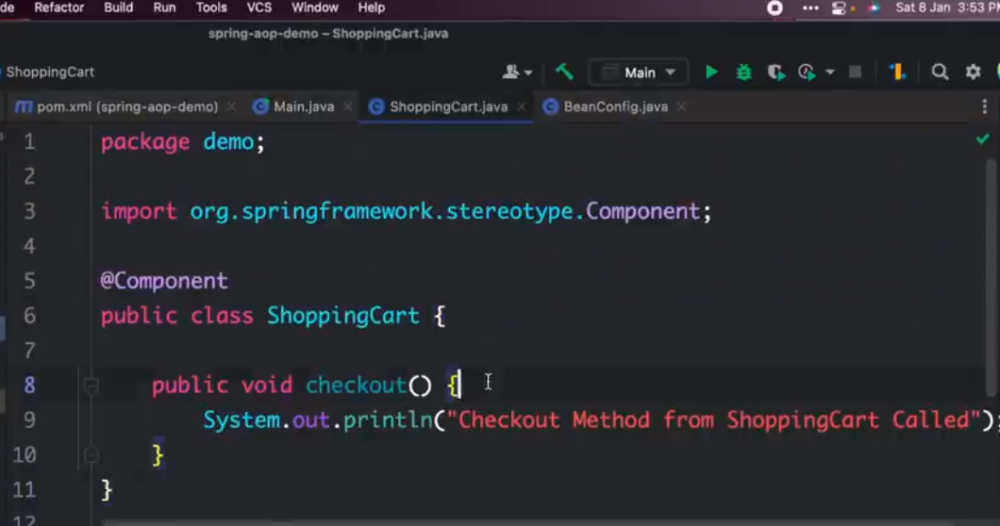 Refactor Build Run Tools VCS Window Help Sat 8 Jan 3:53
spring-aop-demo – ShoppingCart.java
ShoppingCart Main
pom.xml (spring-aop-demo) Main.java ShoppingCart.java BeanConfig.java
1 package demo;
2
3 import org.springframework.stereotype.Component;
4
5 @Component
6 public class ShoppingCart {
7
8 public void checkout() {
9 System.out.println("Checkout Method from ShoppingCart Called");
10 }
11 }
12